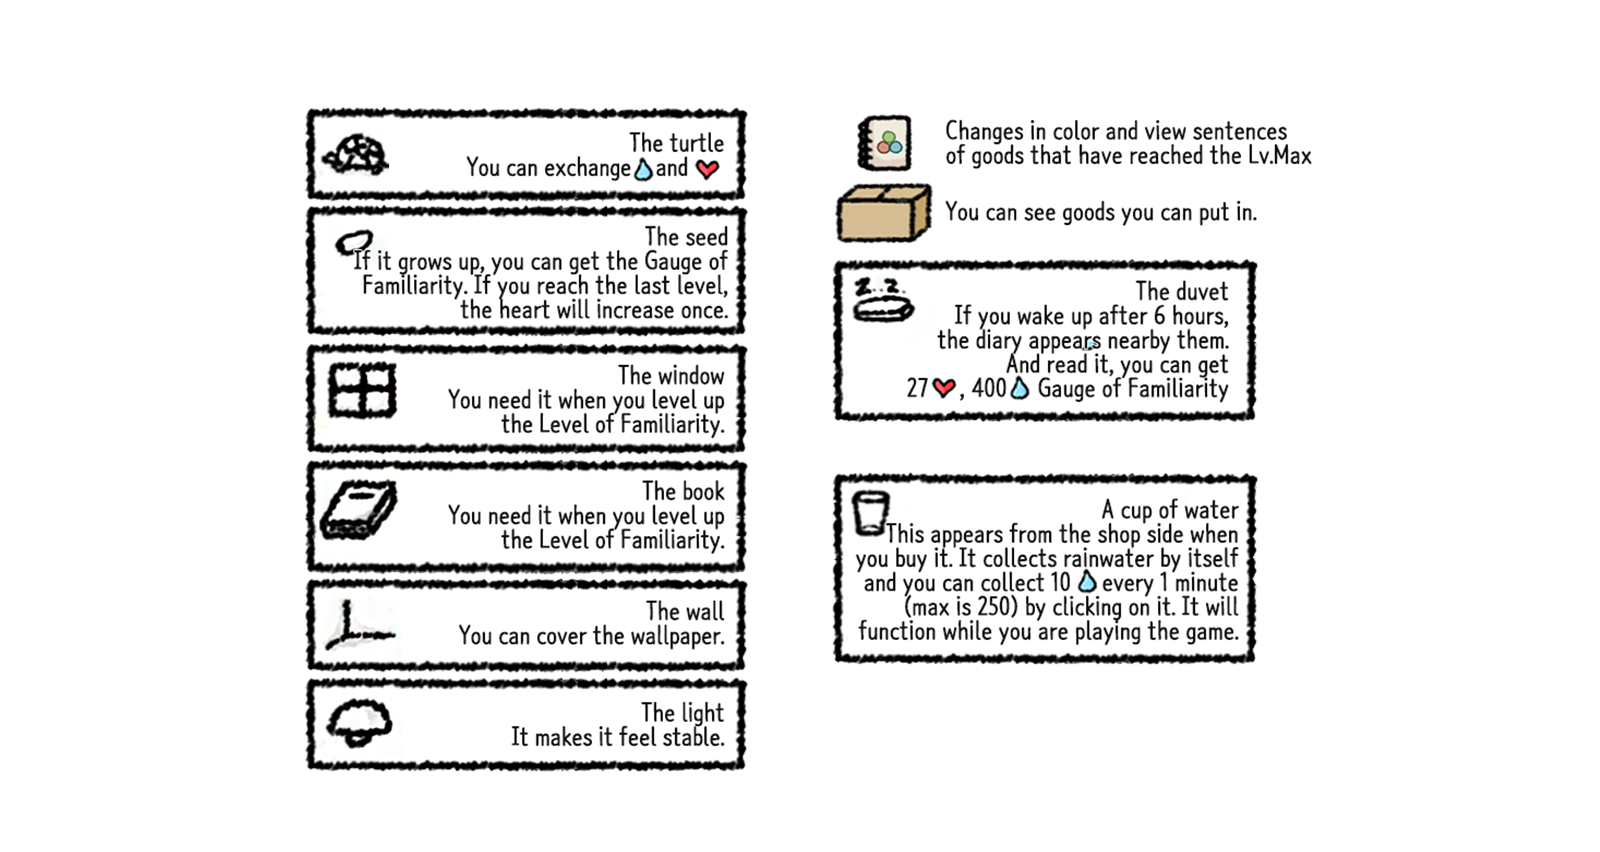 The turtle
You can exchange and
The seed
If it grows up, you can get the Gauge of
Familiarity. If you reach the last level,
the heart will increase once.
The window
You need it when you level up
the Level of Familiarity.
The book
You need it when you level up
the Level of Familiarity.
The wall
You can cover the wallpaper.
The light
It makes it feel stable.
Changes in color and view sentences
of goods that have reached the Lv.Max
You can see goods you can put in.
z..z..
The duvet
If you wake up after 6 hours,
the diary appears nearby them.
And read it, you can get
27 , 400 Gauge of Familiarity
A cup of water
This appears from the shop side when
you buy it. It collects rainwater by itself
and you can collect 10 every 1 minute
(max is 250) by clicking on it. It will
function while you are playing the game.